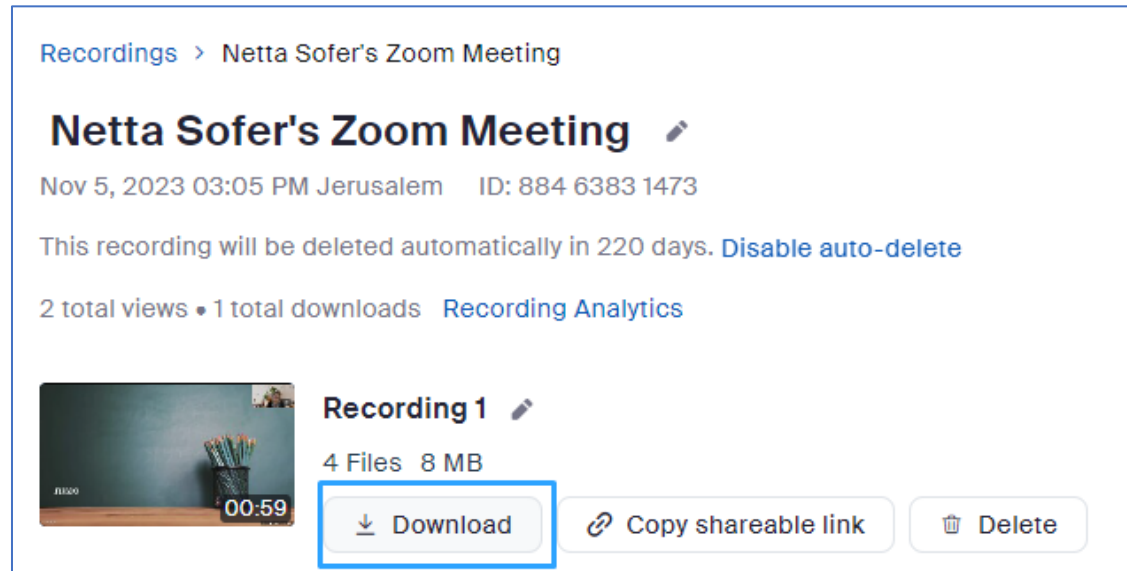 Recordings > Netta Sofer's Zoom Meeting
Netta Sofer's Zoom Meeting
Nov 5, 2023 03:05 PM Jerusalem ID: 884 6383 1473
This recording will be deleted automatically in 220 days. Disable auto-delete
2 total views • 1 total downloads Recording Analytics
Recording 1
4 Files 8 MB
00:59
Download Copy shareable link Delete